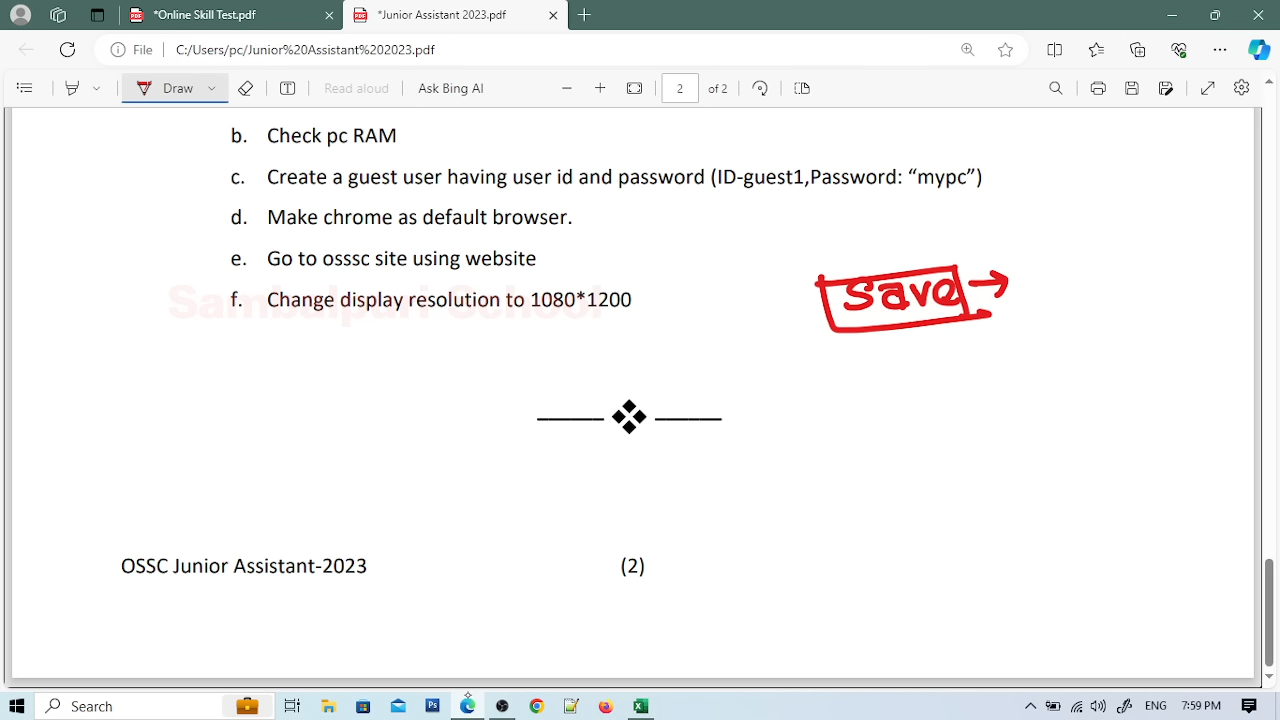 *Online Skill Test.pdf
*Junior Assistant 2023.pdf
File C:/Users/pc/Junior%20Assistant%202023.pdf
Draw Read aloud Ask Bing AI 2 of 2
b. Check pc RAM
c. Create a guest user having user id and password (ID-guest1,Password: “mypc”)
d. Make chrome as default browser.
e. Go to osssc site using website
Save
Sambalpuri School
f. Change display resolution to 1080*1200
OSSC Junior Assistant-2023 (2)
Search
ENG 7:59 PM